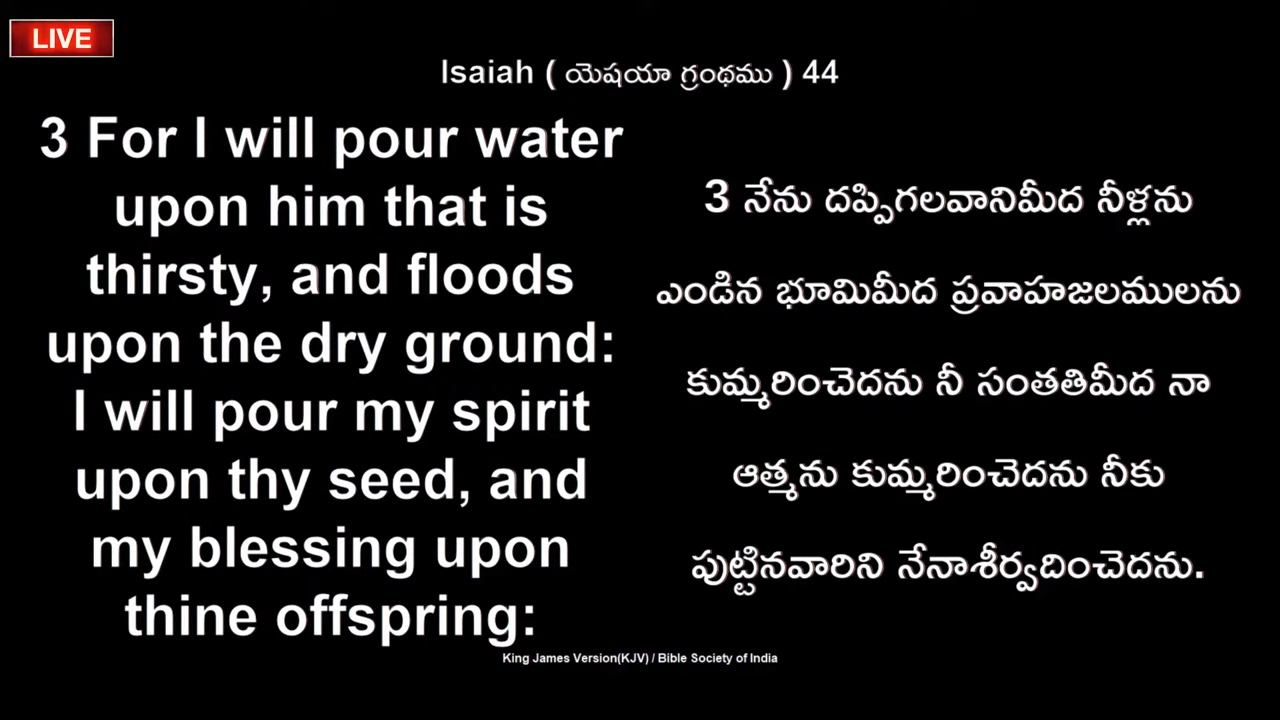 LIVE
Isaiah ( యెషయా గ్రంథము ) 44
3 For I will pour water
upon him that is
thirsty, and floods
upon the dry ground:
I will pour my spirit
upon thy seed, and
my blessing upon
thine offspring:
3 నేను దప్పిగలవానిమీద నీళ్లను
ఎండిన భూమిమీద ప్రవాహజలములను
కుమ్మరించెదను నీ సంతతిమీద నా
ఆత్మను కుమ్మరించెదను నీకు
పుట్టినవారిని నేనాశీర్వదించెదను.
King James Version(KJV) / Bible Society of India